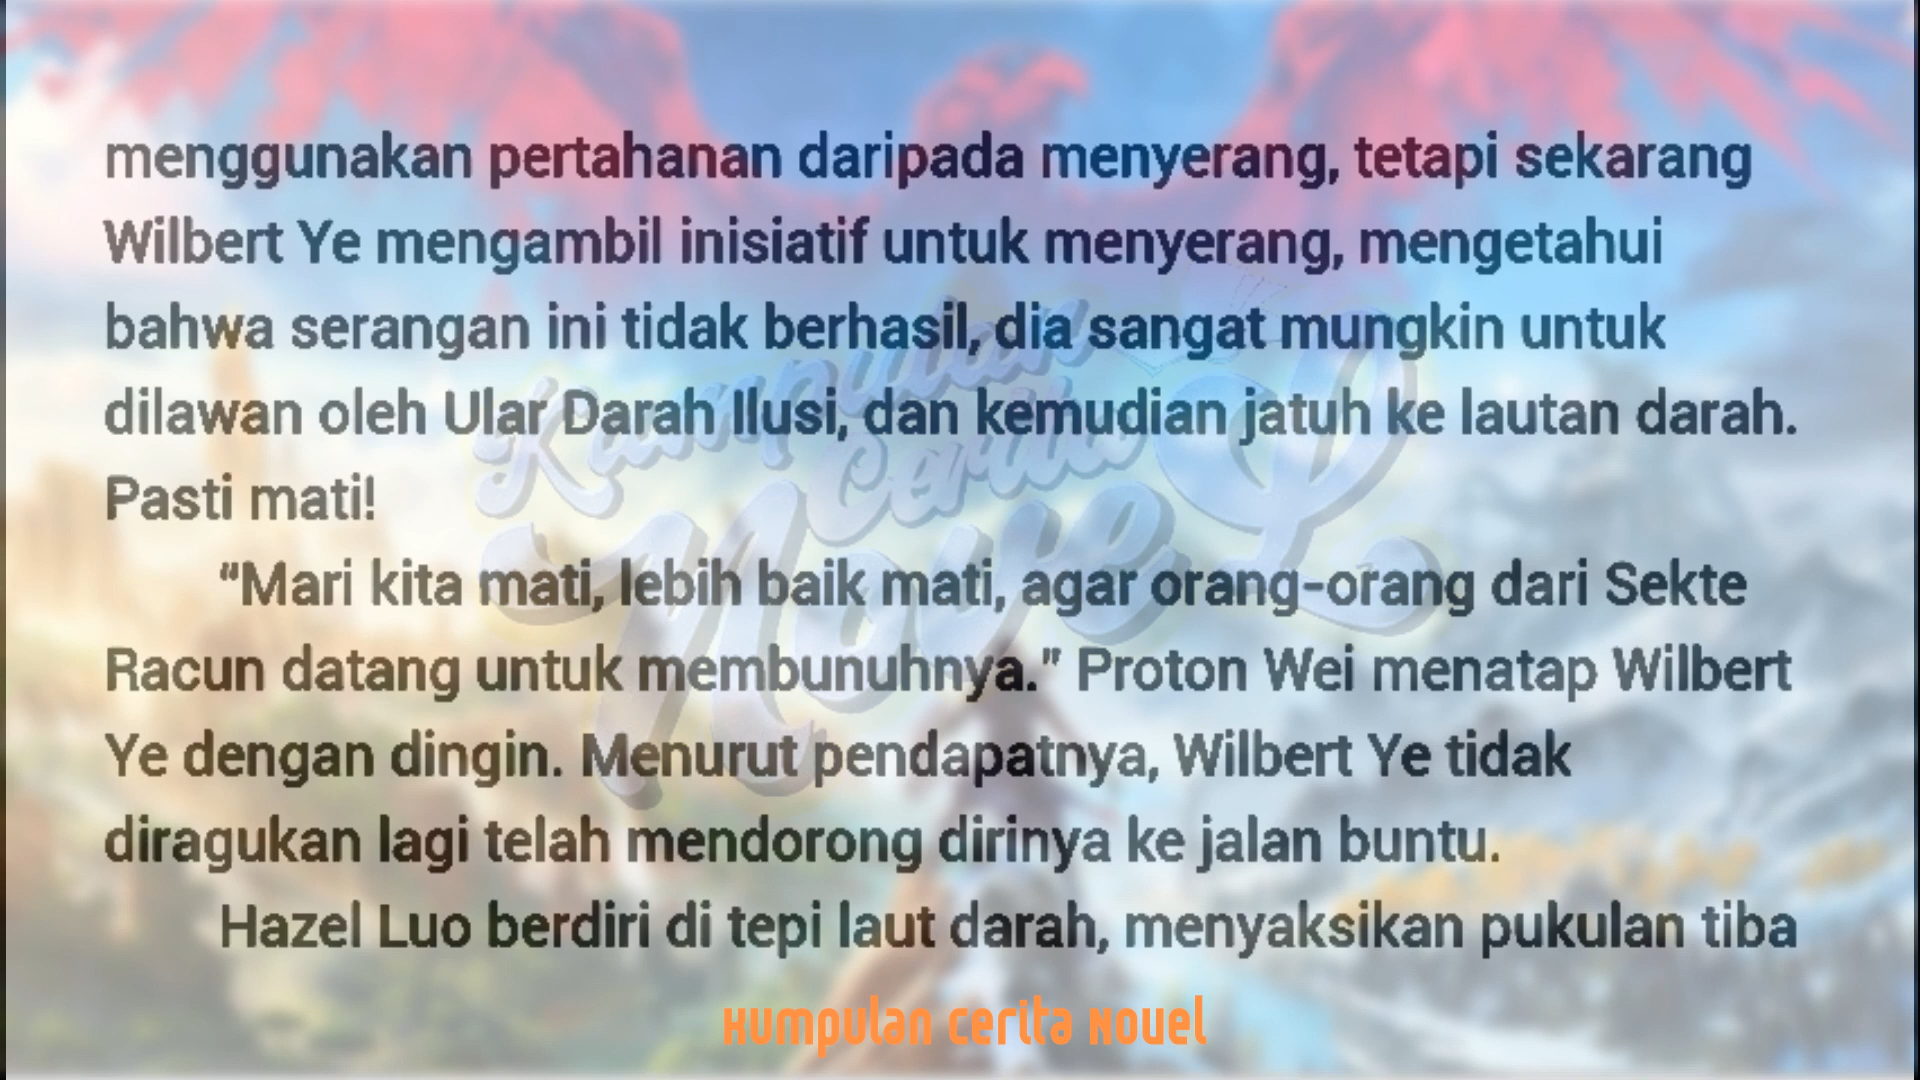 menggunakan pertahanan daripada menyerang, tetapi sekarang
Wilbert Ye mengambil inisiatif untuk menyerang, mengetahui
bahwa serangan ini tidak berhasil, dia sangat mungkin untuk
dilawan oleh Ular Darah Ilusi, dan kemudian jatuh ke lautan darah.
Pasti mati!
“Mari kita mati, lebih baik mati, agar orang-orang dari Sekte
Racun datang untuk membunuhnya.” Proton Wei menatap Wilbert
Ye dengan dingin. Menurut pendapatnya, Wilbert Ye tidak
diragukan lagi telah mendorong dirinya ke jalan buntu.
Hazel Luo berdiri di tepi laut darah, menyaksikan pukulan tiba
Kumpulan Cerita Novel
Kumpulan Cerita Novel